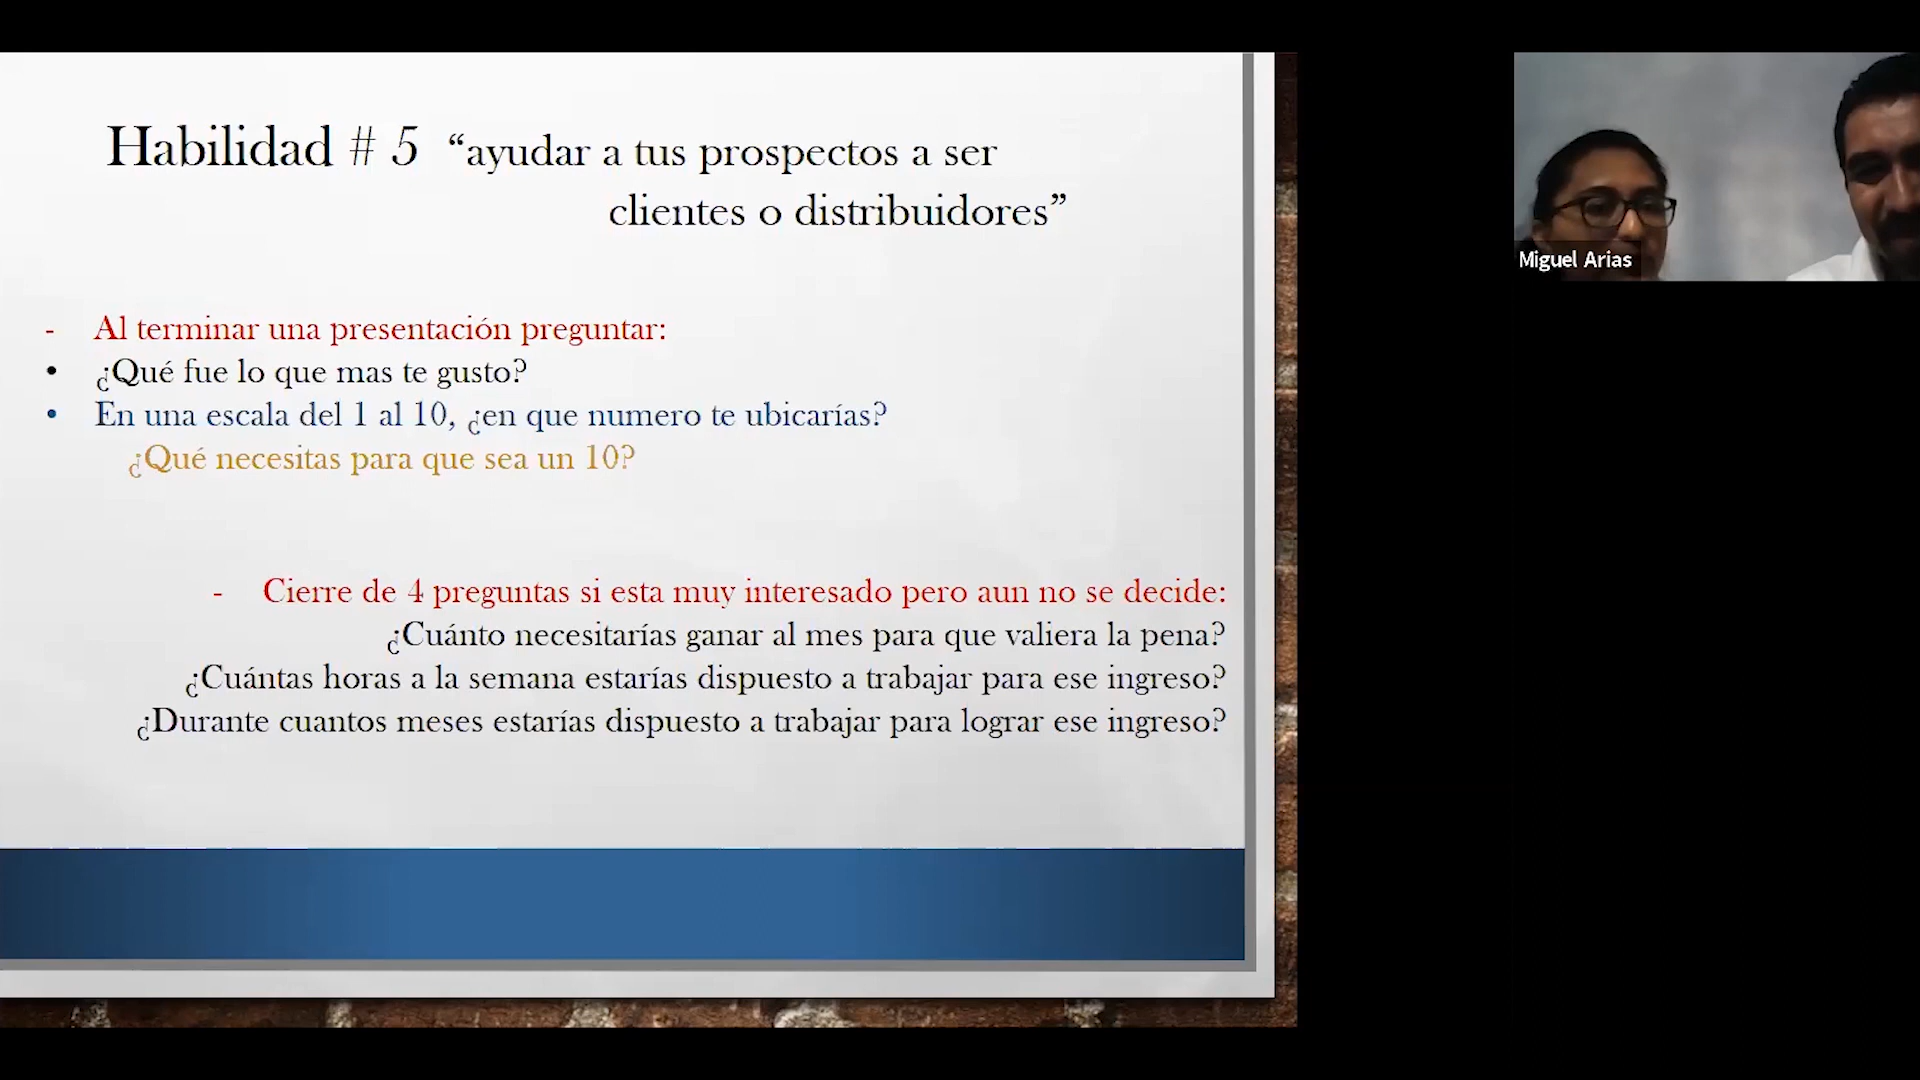 Habilidad # 5 “ayudar a tus prospectos a ser
clientes o distribuidores”
- Al terminar una presentación preguntar:
• ¿Qué fue lo que mas te gusto?
• En una escala del 1 al 10, ¿en que numero te ubicarías?
¿Qué necesitas para que sea un 10?
- Cierre de 4 preguntas si esta muy interesado pero aun no se decide:
¿Cuánto necesitarías ganar al mes para que valiera la pena?
¿Cuántas horas a la semana estarías dispuesto a trabajar para ese ingreso?
¿Durante cuantos meses estarías dispuesto a trabajar para lograr ese ingreso?
Miguel Arias